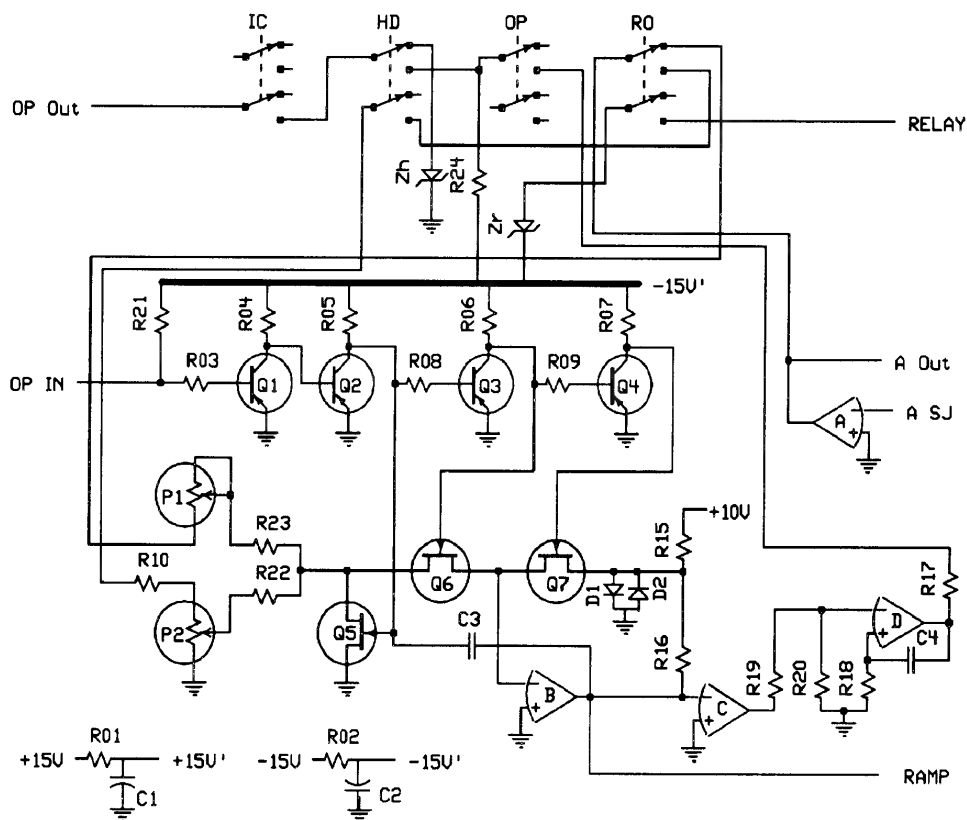 IC HD OP RO
OP Out
RELAY
Zh R24
Zr
-15V'
R21 R04 R05 R06 R07
R03 R08 R09
OP IN Q1 Q2 Q3 Q4
A Out
A SJ
A
+
P1
R23
R15 +10V
R10 R22
Q6 Q7
D1 D2
R17
P2 Q5 C3
D
+
C4
R16
R19 R20 R18
B
+
C
+
R01 R02
+15V +15V' -15V -15V'
C1 C2
RAMP